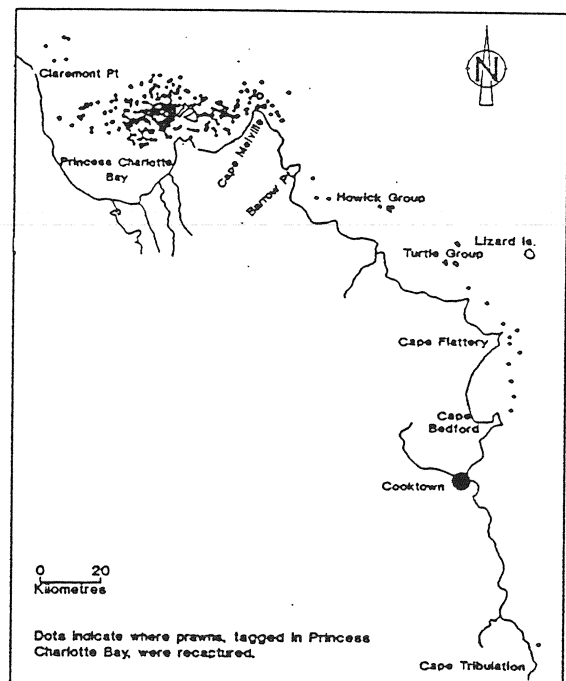 N
Claremont Pt
Princess Charlotte
Bay
Cape Melville
Barrow Pt
Howick Group
Lizard Is.
Turtle Group
Cape Flattery
Cape
Bedford
Cooktown
0 20
Kilometres
Dots indicate where prawns, tagged in Princess
Charlotte Bay, were recaptured.
Cape Tribulation